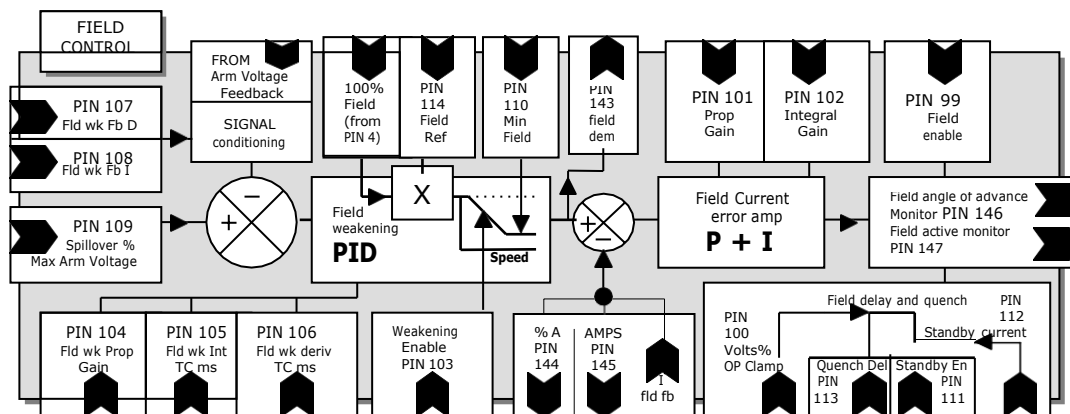 FIELD
CONTROL
FROM
Arm Voltage
Feedback
SIGNAL
conditioning
100%
Field
(from
PIN 4)
PIN
114
Field
Ref
PIN
110
Min
Field
PIN
143
field
dem
PIN 101
Prop
Gain
PIN 102
Integral
Gain
PIN 99
Field
enable
PIN 107
Fld wk Fb D
PIN 108
Fld wk Fb I
PIN 109
Spillover %
Max Arm Voltage
+
−
Field
weakening
PID
X
Speed
+
−
Field Current
error amp
P + I
Field angle of advance
Monitor PIN 146
Field active monitor
PIN 147
PIN 104
Fld wk Prop
Gain
PIN 105
Fld wk Int
TC ms
PIN 106
Fld wk deriv
TC ms
Weakening
Enable
PIN 103
% A
PIN
144
AMPS
PIN
145
I
fld fb
PIN
100
Volts%
OP Clamp
Field delay and quench
PIN
112
Standby current
Quench Del
PIN
113
Standby En
PIN
111